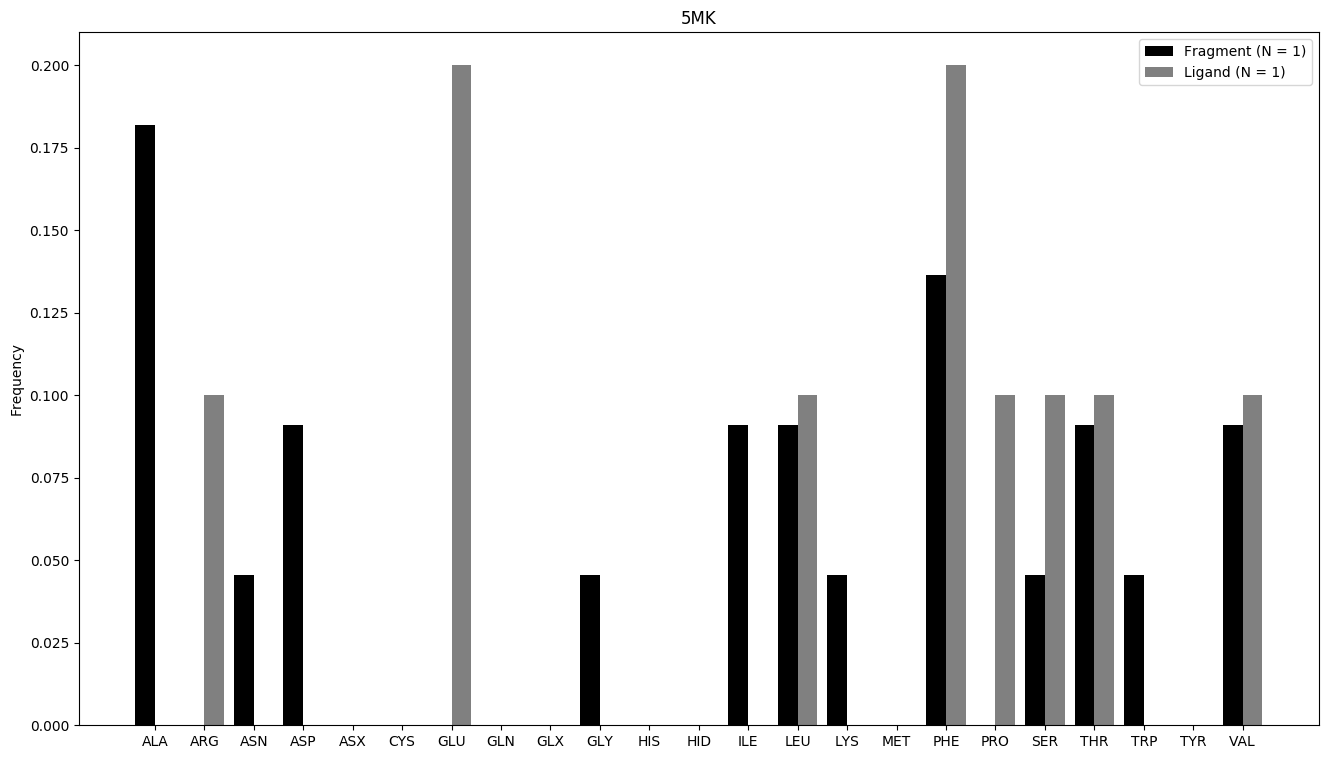 5MK
Fragment (N = 1)
Ligand (N = 1)
Frequency
0.200
0.175
0.150
0.125
0.100
0.075
0.050
0.025
0.000
ALA ARG ASN ASP ASX CYS GLU GLN GLX GLY HIS HID ILE LEU LYS MET PHE PRO SER THR TRP TYR VAL